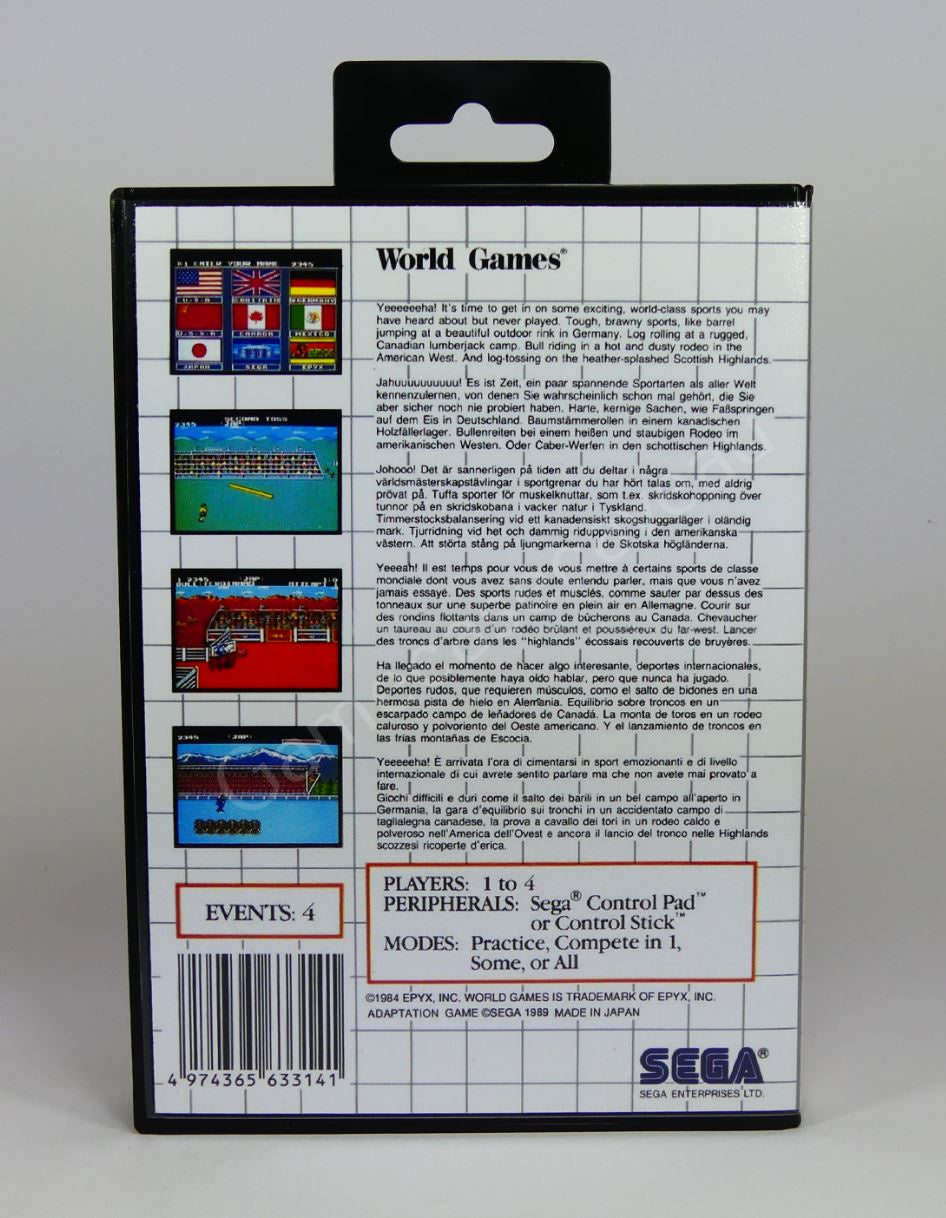 World Games®
Yeeeeeeha! It's time to get in on some exciting, world-class sports you may
have heard about but never played. Tough, brawny sports, like barrel
jumping at a beautiful outdoor rink in Germany. Log rolling at a rugged,
Canadian lumberjack camp. Bull riding in a hot and dusty rodeo in the
American West. And log-tossing on the heather-splashed Scottish Highlands.
Jahuuuuuuuuuu! Es ist Zeit, ein paar spannende Sportarten als aller Welt
kennenzulernen, von denen Sie wahrscheinlich schon mal gehört, die Sie
aber sicher noch nie probiert haben. Harte, kernige Sachen, wie Faßspringen
auf dem Eis in Deutschland. Baumstämmerollen in einem kanadischen
Holzfällerlager. Bullenreiten bei einem heißen und staubigen Rodeo im
amerikanischen Westen. Oder Caber-Werfen in den schottischen Highlands.
Johooo! Det är sannerligen på tiden att du deltar i några
världsmästerskapstävlingar i sportgrenar du har hört talas om, med aldrig
prövat på. Tuffa sporter för muskelknuttar, som t.ex. skridskohoppning över
tunnor på en skridskobana i vacker natur i Tyskland.
Timmerstocksbalansering vid ett kanadensiskt skogshuggarläger i oländig
mark. Tjurridning vid het och dammig riduppvisning i den amerikanska
västern. Att störta stång på ljungmarkerna i de Skotska högländerna.
Yeeeah! Il est temps pour vous de vous mettre à certains sports de classe
mondiale dont vous avez sans doute entendu parler, mais que vous n'avez
jamais essayé. Des sports rudes et musclés, comme sauter par dessus des
tonneaux sur une superbe patinoire en plein air en Allemagne. Courir sur
des rondins flottants dans un camp de bûcherons au Canada. Chevaucher
un taureau au cours d'un rodéo brûlant et poussiéreux du far-west. Lancer
des troncs d'arbre dans les "highlands" écossais recouverts de bruyères.
Ha llegado el momento de hacer algo interesante, deportes internacionales,
de lo que posiblemente haya oído hablar, pero que nunca ha jugado.
Deportes rudos, que requieren músculos, como el salto de bidones en una
hermosa pista de hielo en Alemania. Equilibrio sobre troncos en un
escarpado campo de leñadores de Canadá. La monta de toros en un rodeo
caluroso y polvoriento del Oeste americano. Y el lanzamiento de troncos en
las frías montañas de Escocia.
Yeeeeeha! È arrivata l'ora di cimentarsi in sport emozionanti e di livello
internazionale di cui avrete sentito parlare ma che non avete mai provato a
fare.
Giochi difficili e duri come il salto dei barili in un bel campo all'aperto in
Germania, la gara d'equilibrio sui tronchi in un accidentato campo di
taglialegna canadese, la prova a cavallo dei tori in un rodeo caldo e
polveroso nell'America dell'Ovest e ancora il lancio del tronco nelle Highlands
scozzesi ricoperte d'erica.
#1 ENTER YOUR NAME 2345
U-S-A
GERMANY
U-S-S-R CANADA MEXICO
JAPAN SEGA EPYX
SECOND TOSS
2345 (JAP)
2345 (JAP)
2345 (JAP)
EVENTS: 4
PLAYERS: 1 to 4
PERIPHERALS: Sega® Control Pad™
or Control Stick™
MODES: Practice, Compete in 1,
Some, or All
©1984 EPYX, INC. WORLD GAMES IS TRADEMARK OF EPYX, INC.
ADAPTATION GAME ©SEGA 1989 MADE IN JAPAN
4 974365 633141
SEGA®
SEGA ENTERPRISES LTD.